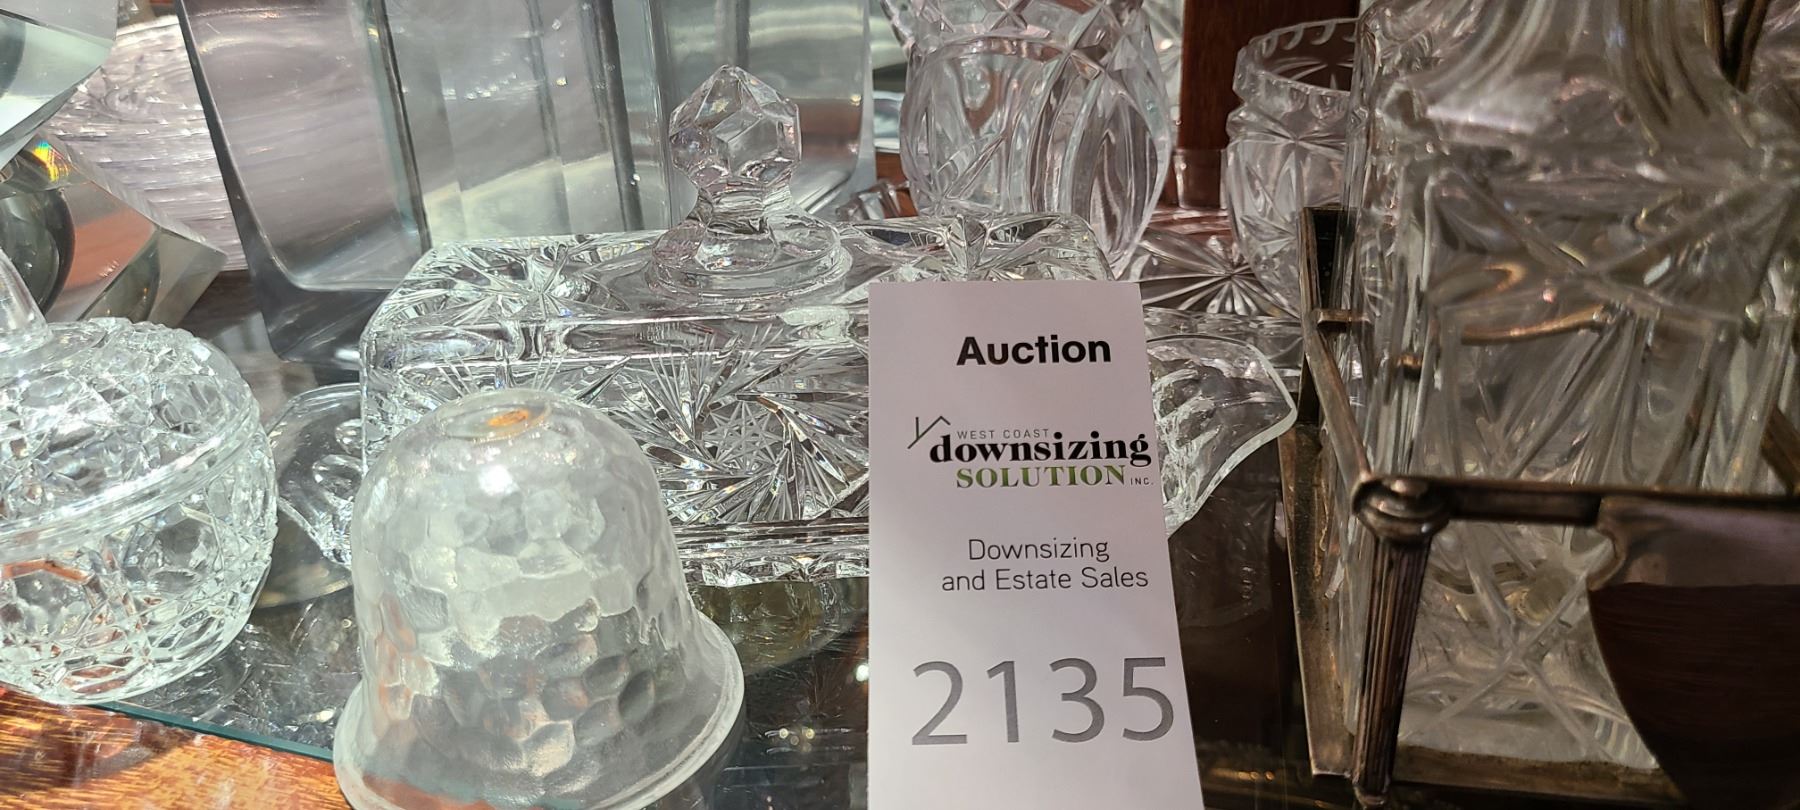 Auction
WEST COAST
downsizing
SOLUTION INC.
Downsizing
and Estate Sales
2135